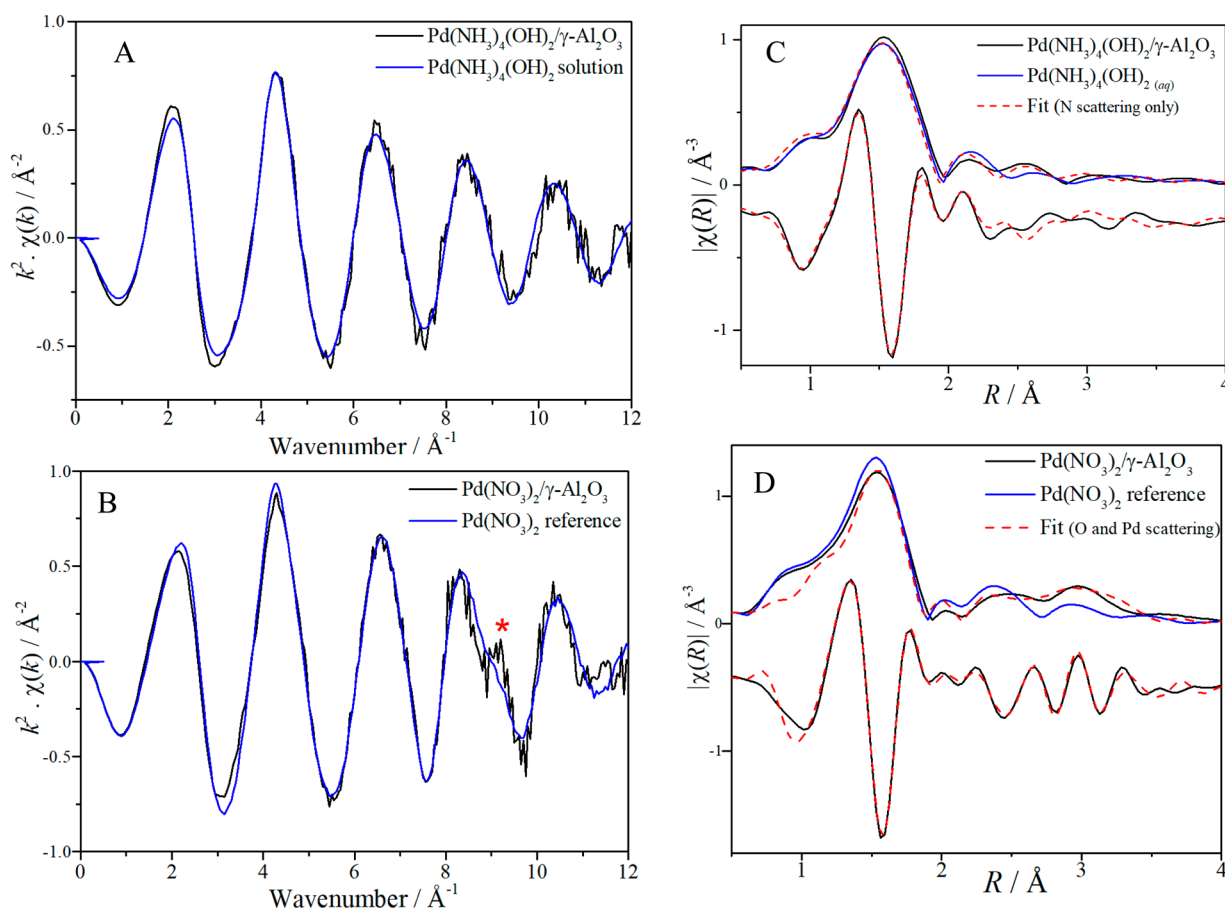 A
Pd(NH₃)₄(OH)₂/γ-Al₂O₃
Pd(NH₃)₄(OH)₂ solution
k². χ(k) / Å⁻²
0.5
0.0
-0.5
0 2 4 6 8 10 12
Wavenumber / Å⁻¹
C
Pd(NH₃)₄(OH)₂/γ-Al₂O₃
Pd(NH₃)₄(OH)₂ (aq)
Fit (N scattering only)
|χ(R)| / Å⁻³
1
0
-1
1 2 3 4
R / Å
B
Pd(NO₃)₂/γ-Al₂O₃
Pd(NO₃)₂ reference
*
k². χ(k) / Å⁻²
1.0
0.5
0.0
-0.5
-1.0
0 2 4 6 8 10 12
Wavenumber / Å⁻¹
D
Pd(NO₃)₂/γ-Al₂O₃
Pd(NO₃)₂ reference
Fit (O and Pd scattering)
|χ(R)| / Å⁻³
1
0
-1
1 2 3 4
R / Å